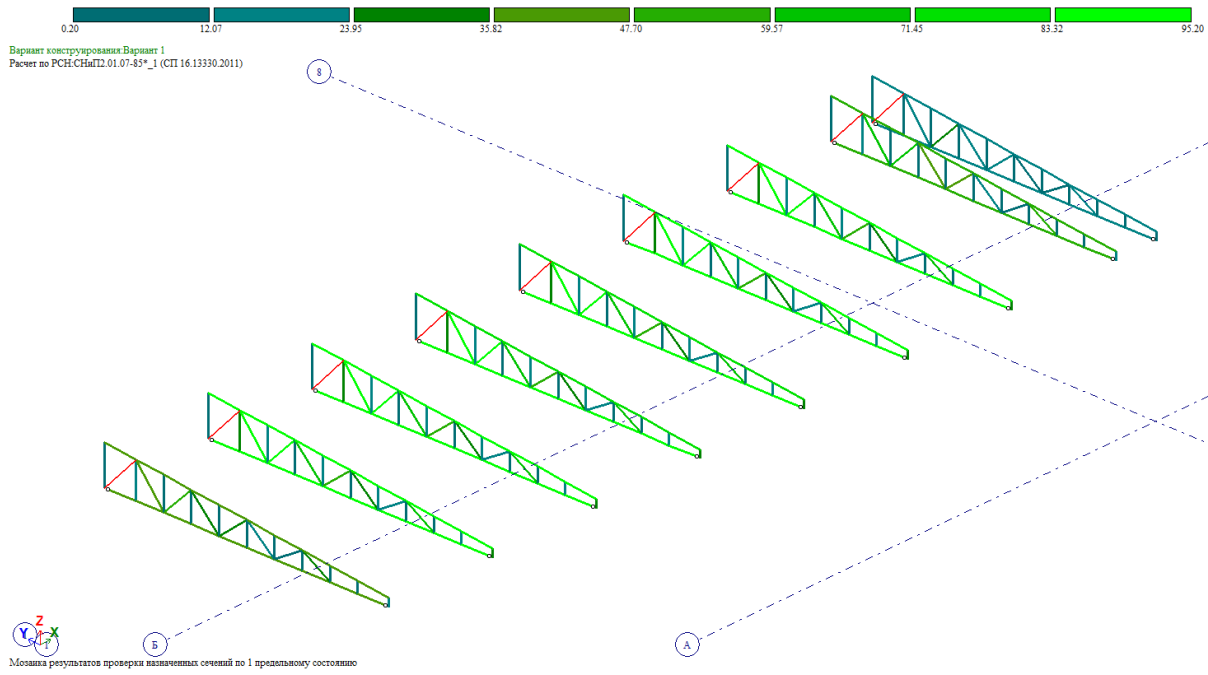 0.20 12.07 23.95 35.82 47.70 59.57 71.45 83.32 95.20
Вариант конструирования:Вариант 1
Расчет по РСН:СНиП2.01.07-85*_1 (СП 16.13330.2011)
8
Z
Y X
1
Б
А
Мозаика результатов проверки назначенных сечений по 1 предельному состоянию